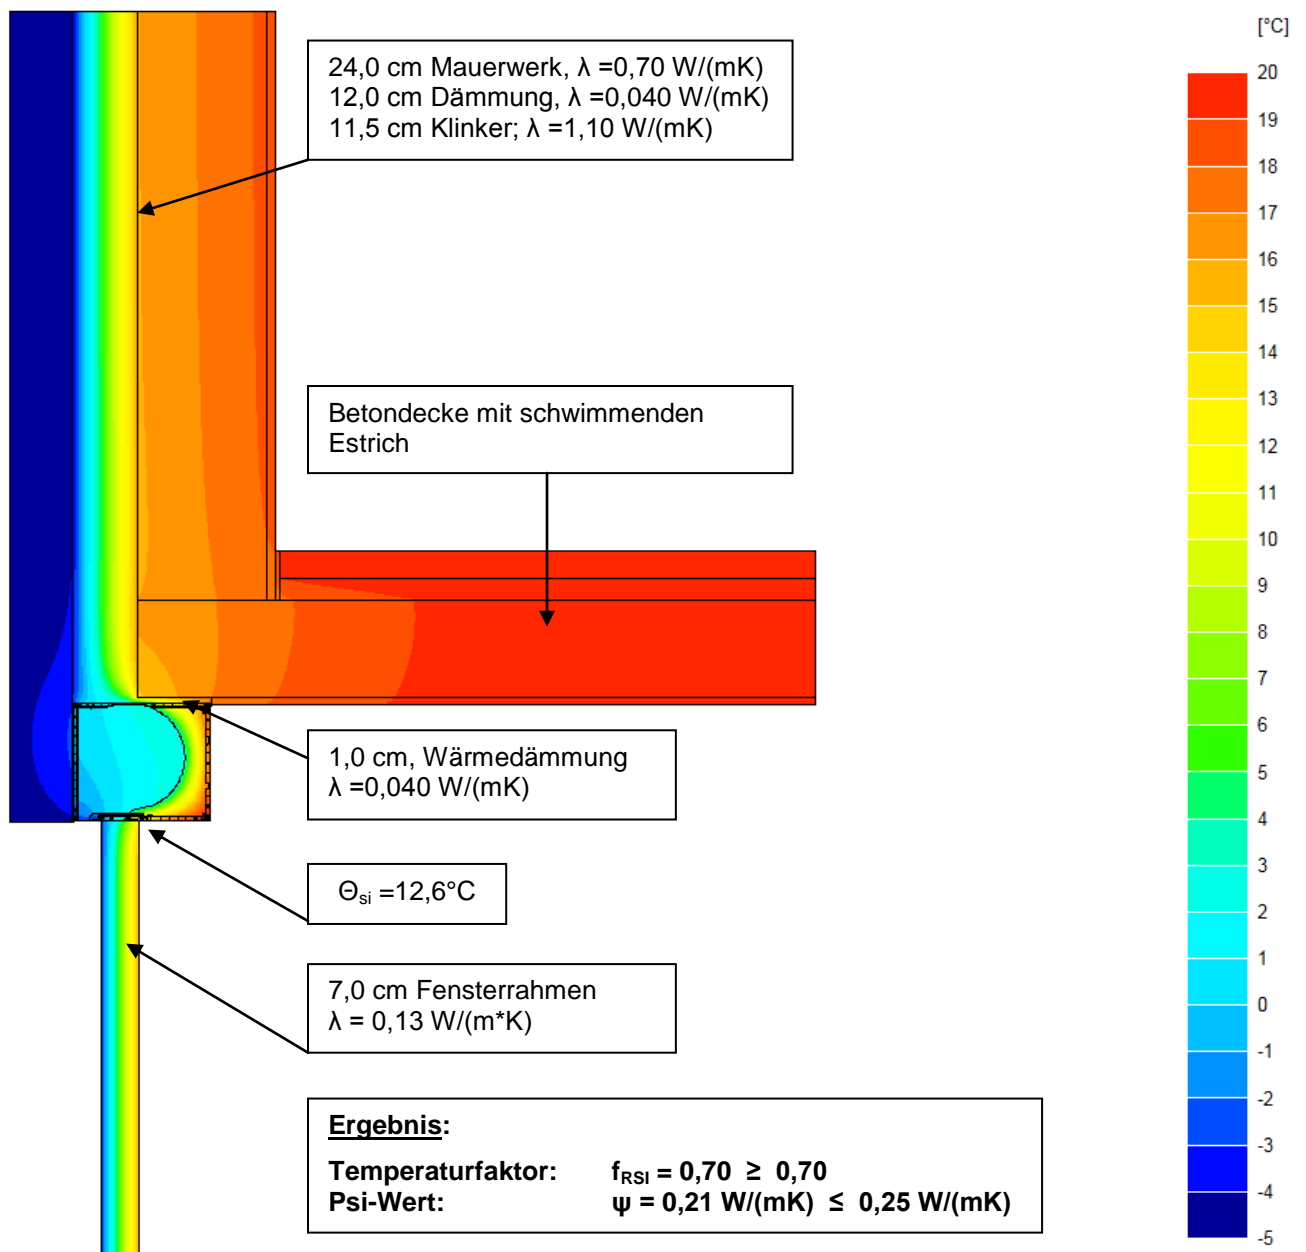 24,0 cm Mauerwerk, λ =0,70 W/(mK)
12,0 cm Dämmung, λ =0,040 W/(mK)
11,5 cm Klinker; λ =1,10 W/(mK)
Betondecke mit schwimmenden
Estrich
1,0 cm, Wärmedämmung
λ =0,040 W/(mK)
Θsi =12,6°C
7,0 cm Fensterrahmen
λ = 0,13 W/(m*K)
Ergebnis:
Temperaturfaktor: fRSI = 0,70 ≥ 0,70
Psi-Wert: ψ = 0,21 W/(mK) ≤ 0,25 W/(mK)
[°C]
20
19
18
17
16
15
14
13
12
11
10
9
8
7
6
5
4
3
2
1
0
-1
-2
-3
-4
-5